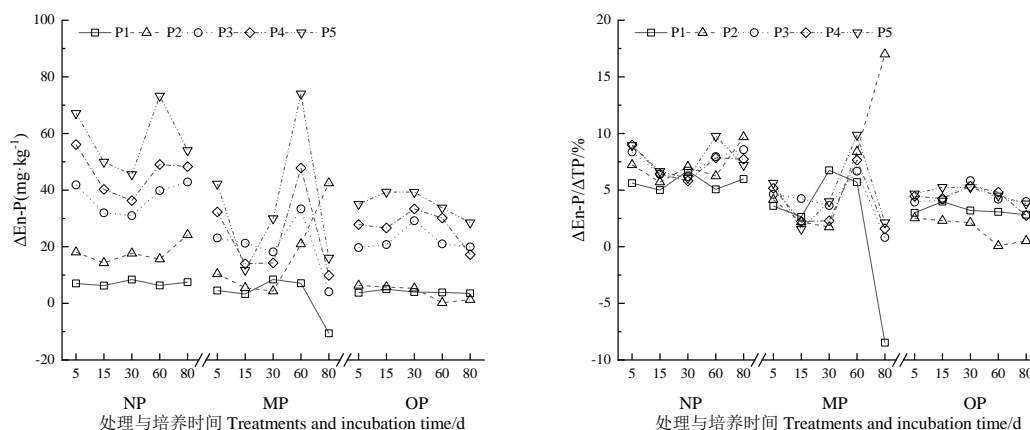 P1 P2 P3 P4 P5
100
80
60
40
20
0
-20
ΔEn-P(mg·kg⁻¹)
5 15 30 60 80 5 15 30 60 80 5 15 30 60 80
NP MP OP
处理与培养时间 Treatments and incubation time/d
P1 P2 P3 P4 P5
20
15
10
5
0
-5
-10
ΔEn-P/ΔTP/%
5 15 30 60 80 5 15 30 60 80 5 15 30 60 80
NP MP OP
处理与培养时间 Treatments and incubation time/d